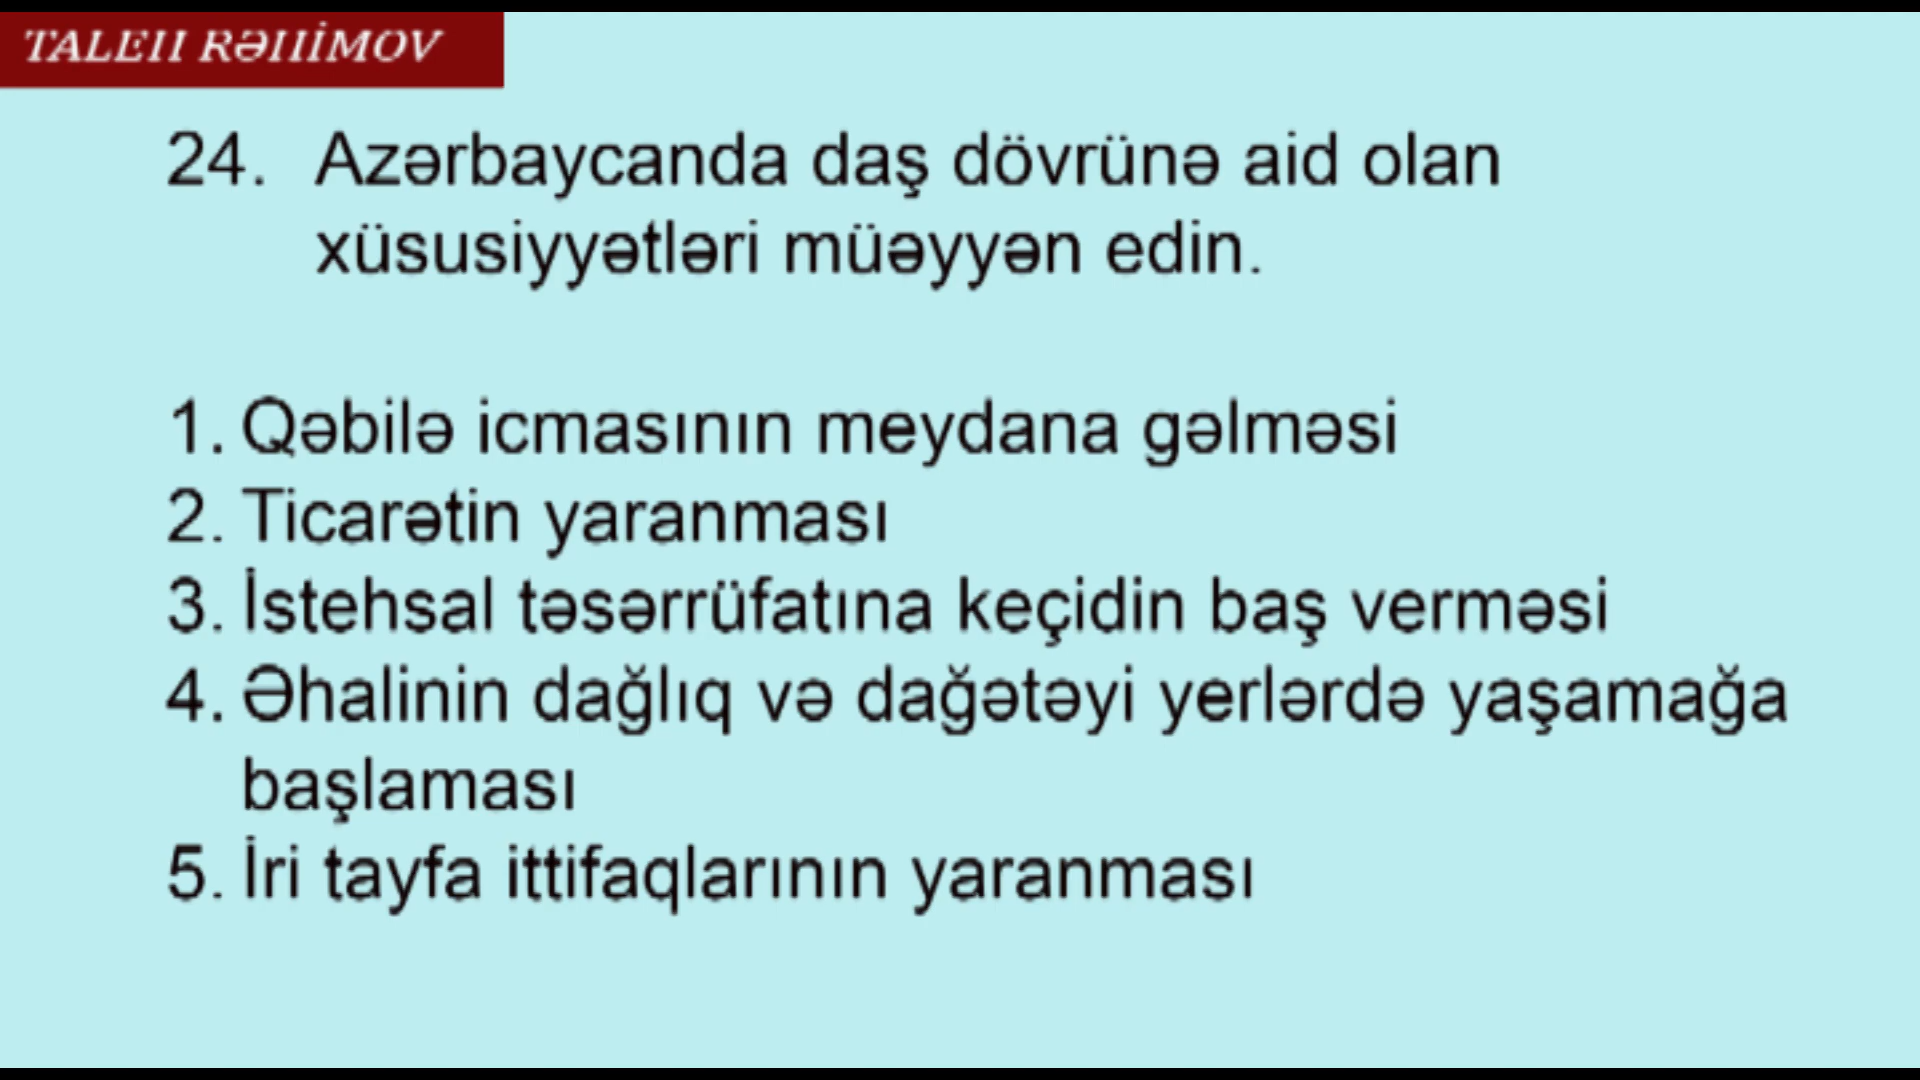 TALEH RƏHİMOV
24. Azərbaycanda daş dövrünə aid olan
xüsusiyyətləri müəyyən edin.
1. Qəbilə icmasının meydana gəlməsi
2. Ticarətin yaranması
3. İstehsal təsərrüfatına keçidin baş verməsi
4. Əhalinin dağlıq və dağətəyi yerlərdə yaşamağa
başlaması
5. İri tayfa ittifaqlarının yaranması